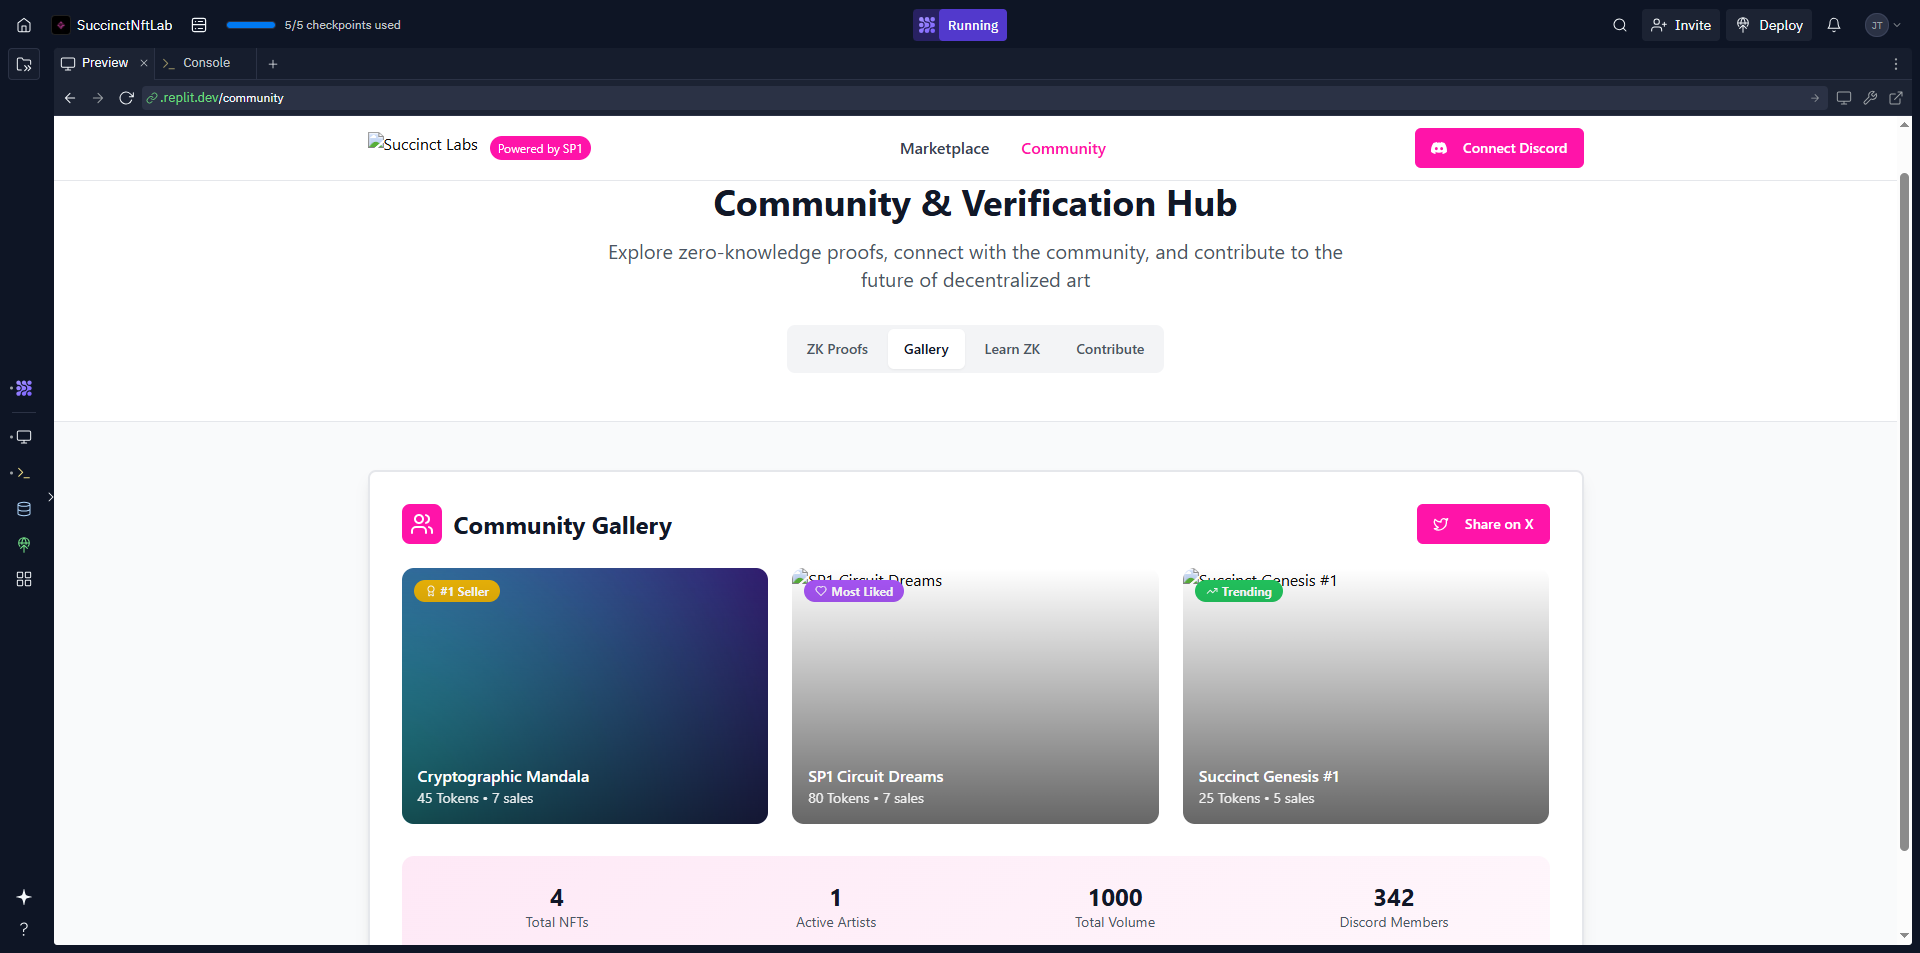 SuccinctNftLab
5/5 checkpoints used
Running
Invite
Deploy
JT
Preview
Console
.replit.dev/community
Succinct Labs
Powered by SP1
Marketplace
Community
Connect Discord
Community & Verification Hub
Explore zero-knowledge proofs, connect with the community, and contribute to the
future of decentralized art
ZK Proofs
Gallery
Learn ZK
Contribute
Community Gallery
Share on X
#1 Seller
Cryptographic Mandala
45 Tokens • 7 sales
SP1 Circuit Dreams
Most Liked
SP1 Circuit Dreams
80 Tokens • 7 sales
Succinct Genesis #1
Trending
Succinct Genesis #1
25 Tokens • 5 sales
4
Total NFTs
1
Active Artists
1000
Total Volume
342
Discord Members